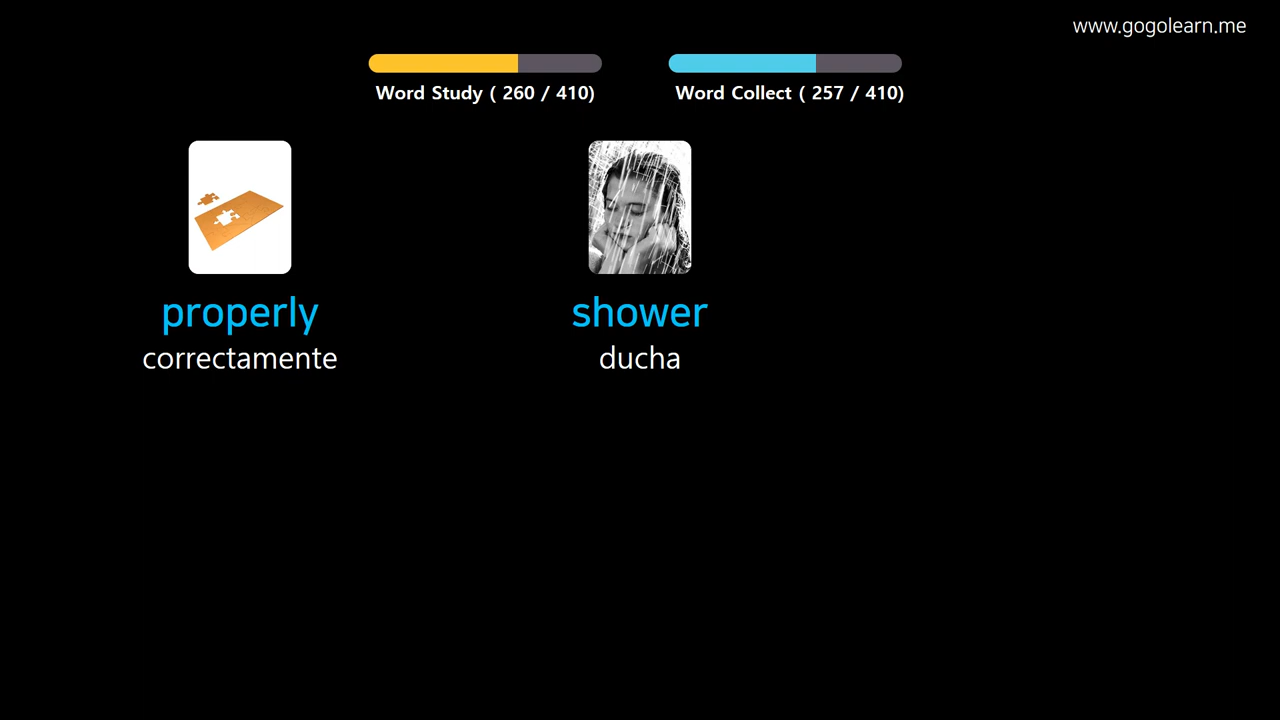 www.gogolearn.me
Word Study ( 260 / 410)
Word Collect ( 257 / 410)
properly
correctamente
shower
ducha